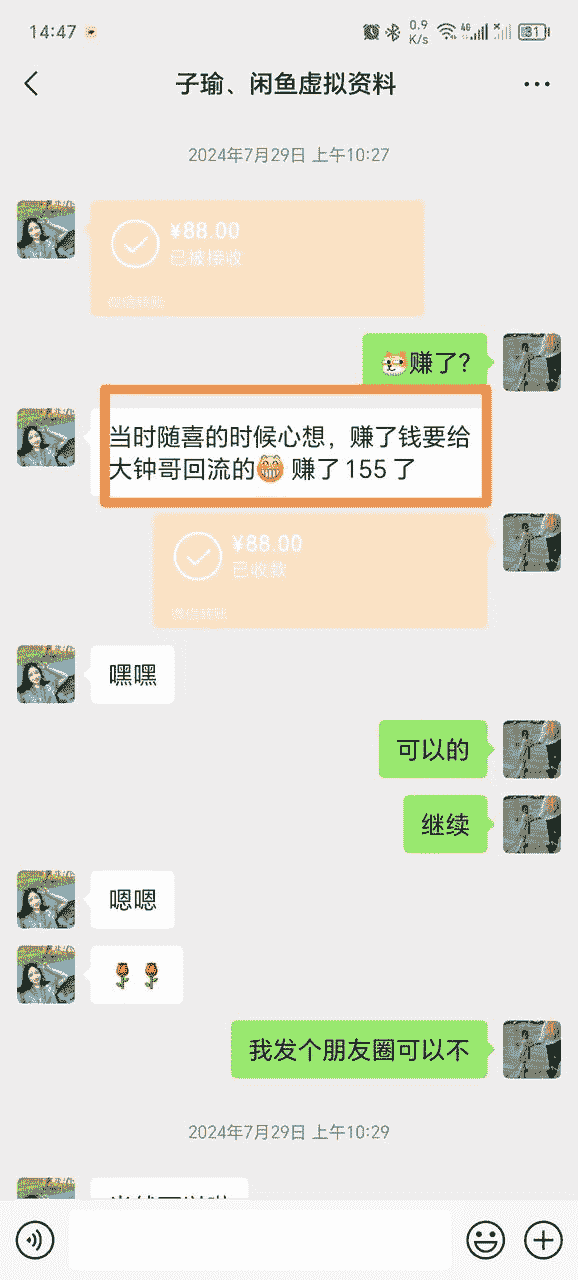 14:47
0.9
K/s
4G
31
子瑜、闲鱼虚拟资料
2024年7月29日 上午10:27
¥88.00
已被接收
微信转账
赚了?
当时随喜的时候心想，赚了钱要给
大钟哥回流的 赚了155了
¥88.00
已收款
微信转账
嘿嘿
可以的
继续
嗯嗯
我发个朋友圈可以不
2024年7月29日 上午10:29